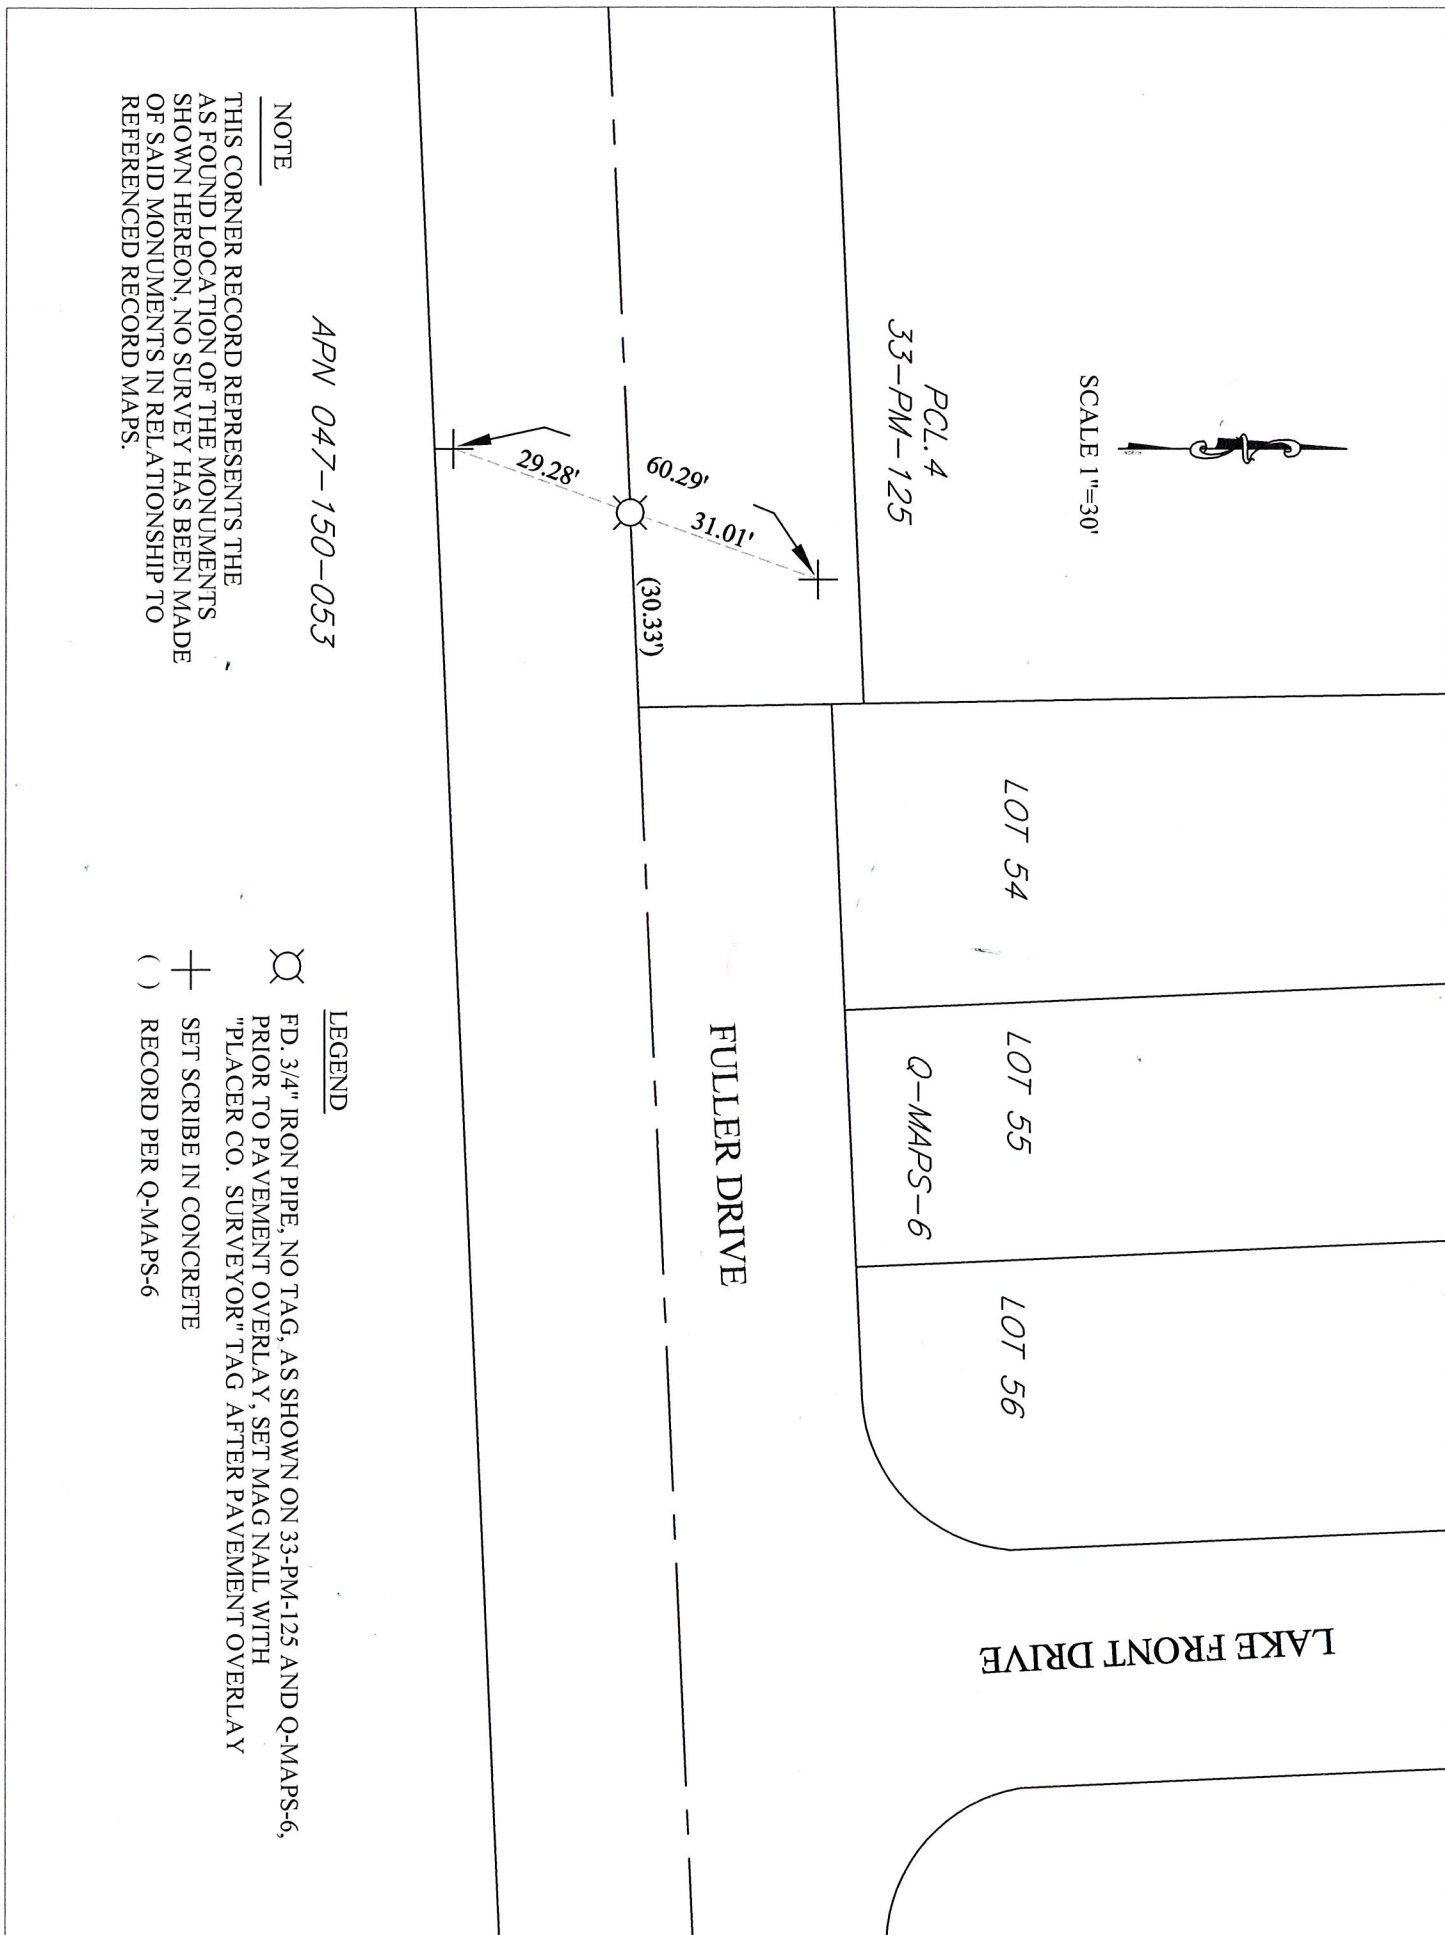 SCALE 1"=30'
NORTH
PCL.4
33-PM-125
LOT 54
LOT 55
Q-MAPS-6
LOT 56
LAKE FRONT DRIVE
FULLER DRIVE
60.29'
31.01'
29.28'
(30.33')
APN 047-150-053
NOTE
THIS CORNER RECORD REPRESENTS THE
AS FOUND LOCATION OF THE MONUMENTS
SHOWN HEREON, NO SURVEY HAS BEEN MADE
OF SAID MONUMENTS IN RELATIONSHIP TO
REFERENCED RECORD MAPS.
LEGEND
FD. 3/4" IRON PIPE, NO TAG, AS SHOWN ON 33-PM-125 AND Q-MAPS-6,
PRIOR TO PAVEMENT OVERLAY, SET MAG NAIL WITH
"PLACER CO. SURVEYOR" TAG AFTER PAVEMENT OVERLAY
SET SCRIBE IN CONCRETE
( ) RECORD PER Q-MAPS-6